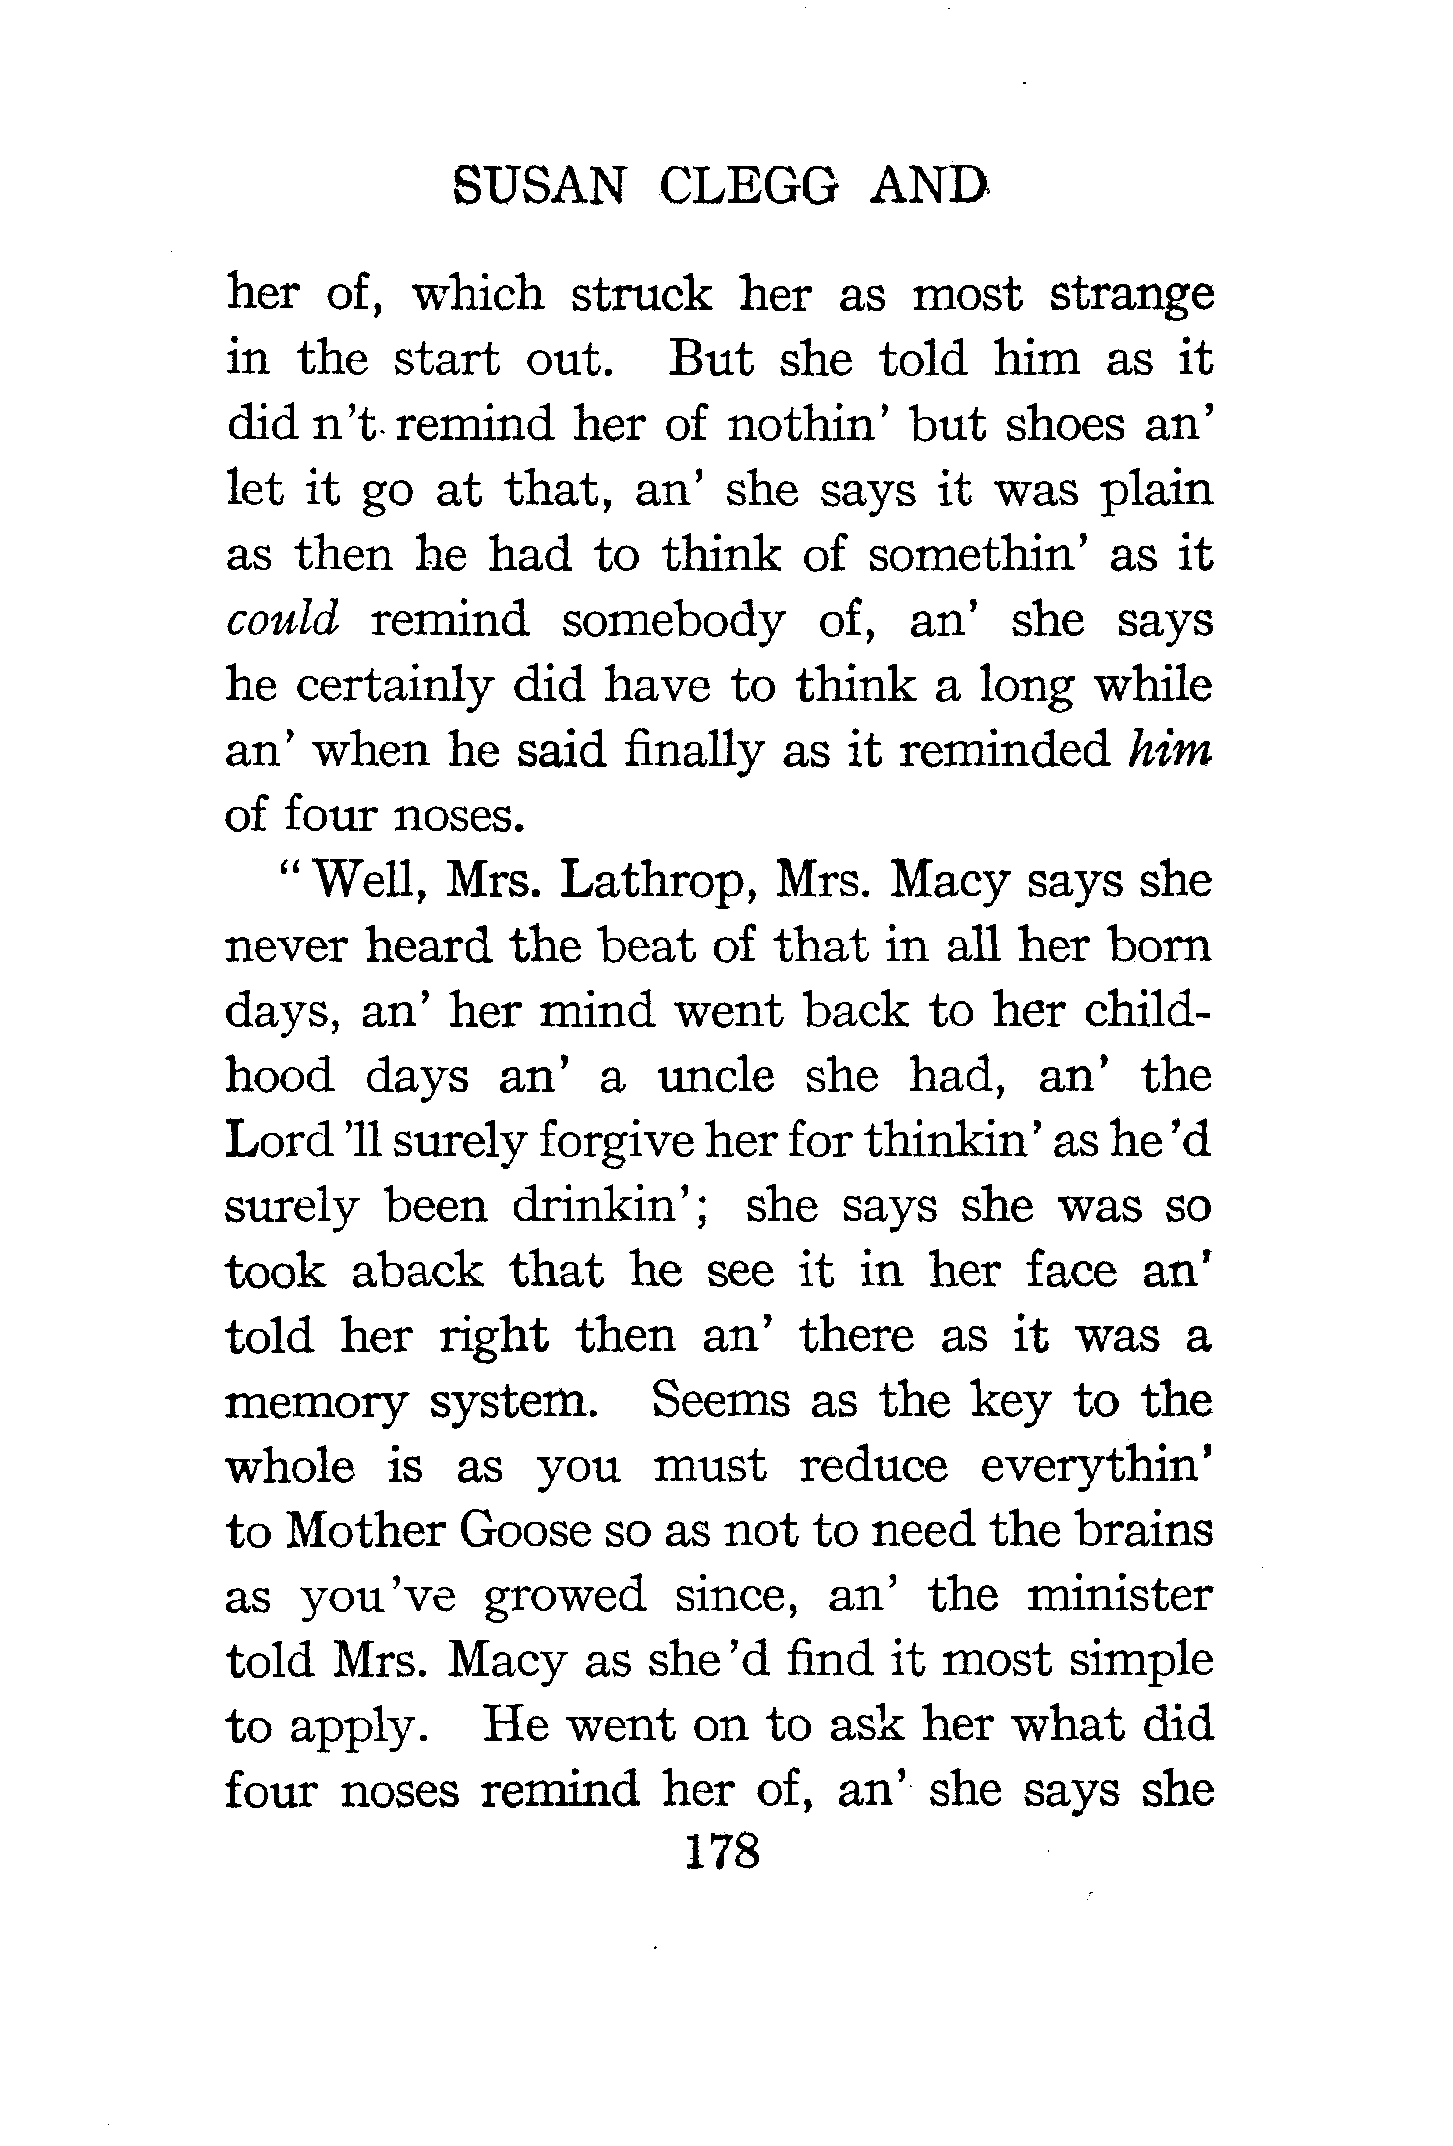 SUSAN CLEGG AND
her of, which struck her as most strange
in the start out. But she told him as it
did n't remind her of nothin' but shoes an'
let it go at that, an' she says it was plain
as then he had to think of somethin' as it
could remind somebody of, an' she says
he certainly did have to think a long while
an' when he said finally as it reminded him
of four noses.
"Well, Mrs. Lathrop, Mrs. Macy says she
never heard the beat of that in all her born
days, an' her mind went back to her child-
hood days an' a uncle she had, an' the
Lord 'll surely forgive her for thinkin' as he 'd
surely been drinkin'; she says she was so
took aback that he see it in her face an'
told her right then an' there as it was a
memory system. Seems as the key to the
whole is as you must reduce everythin'
to Mother Goose so as not to need the brains
as you 've growed since, an' the minister
told Mrs. Macy as she 'd find it most simple
to apply. He went on to ask her what did
four noses remind her of, an' she says she
178